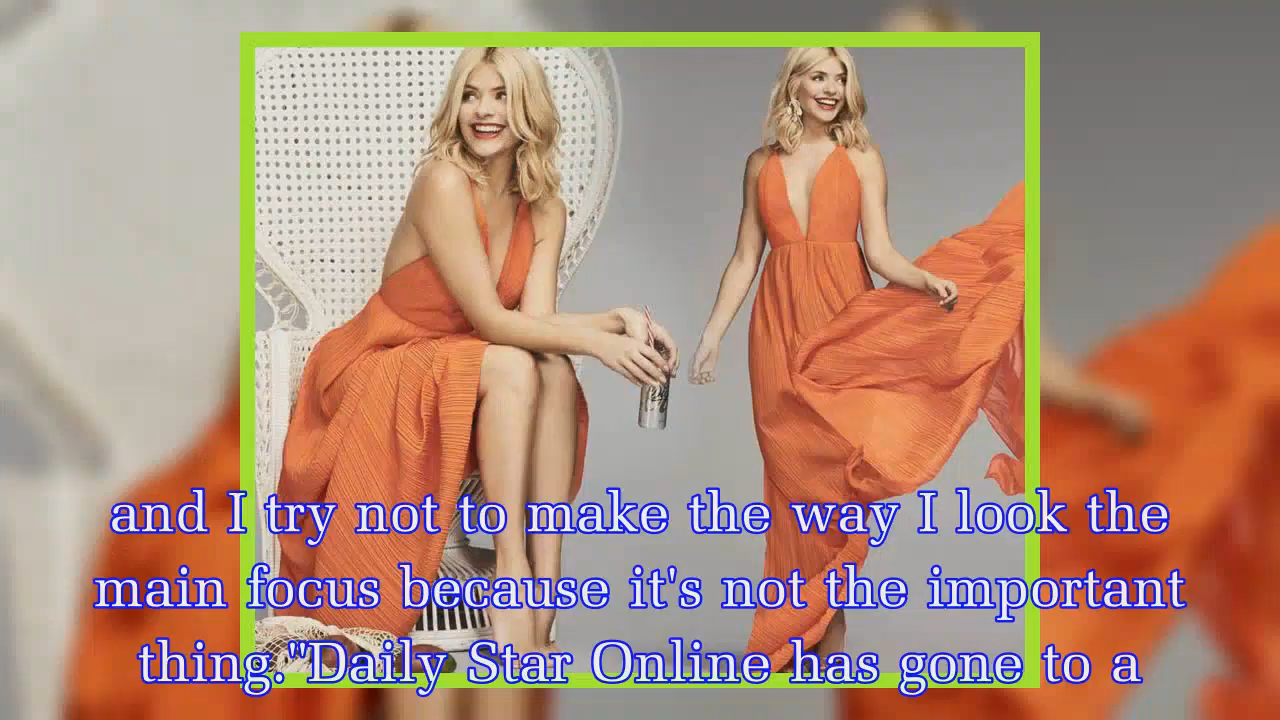 and I try not to make the way I look the
main focus because it's not the important
thing."Daily Star Online has gone to a